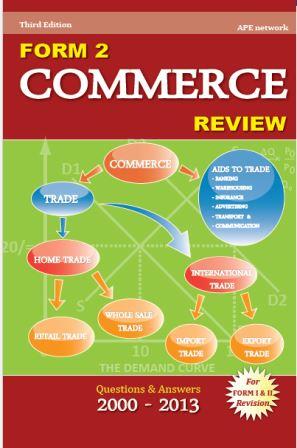 Third Edition
APE network
FORM 2
COMMERCE
REVIEW
COMMERCE
AIDS TO TRADE
- BANKING
- WAREHOUSING
- INSURANCE
- ADVERTISING
- TRANSPORT &
- COMMUNICATION
TRADE
D1
HOME TRADE
INTERNATIONAL
TRADE
20/-
S
D2
WHOLE SALE
TRADE
RETAIL TRADE
IMPORT
TRADE
EXPORT
TRADE
10
20
THE DEMAND CURVE
Questions & Answers
2000 - 2013
For
FORM I & II
Revision